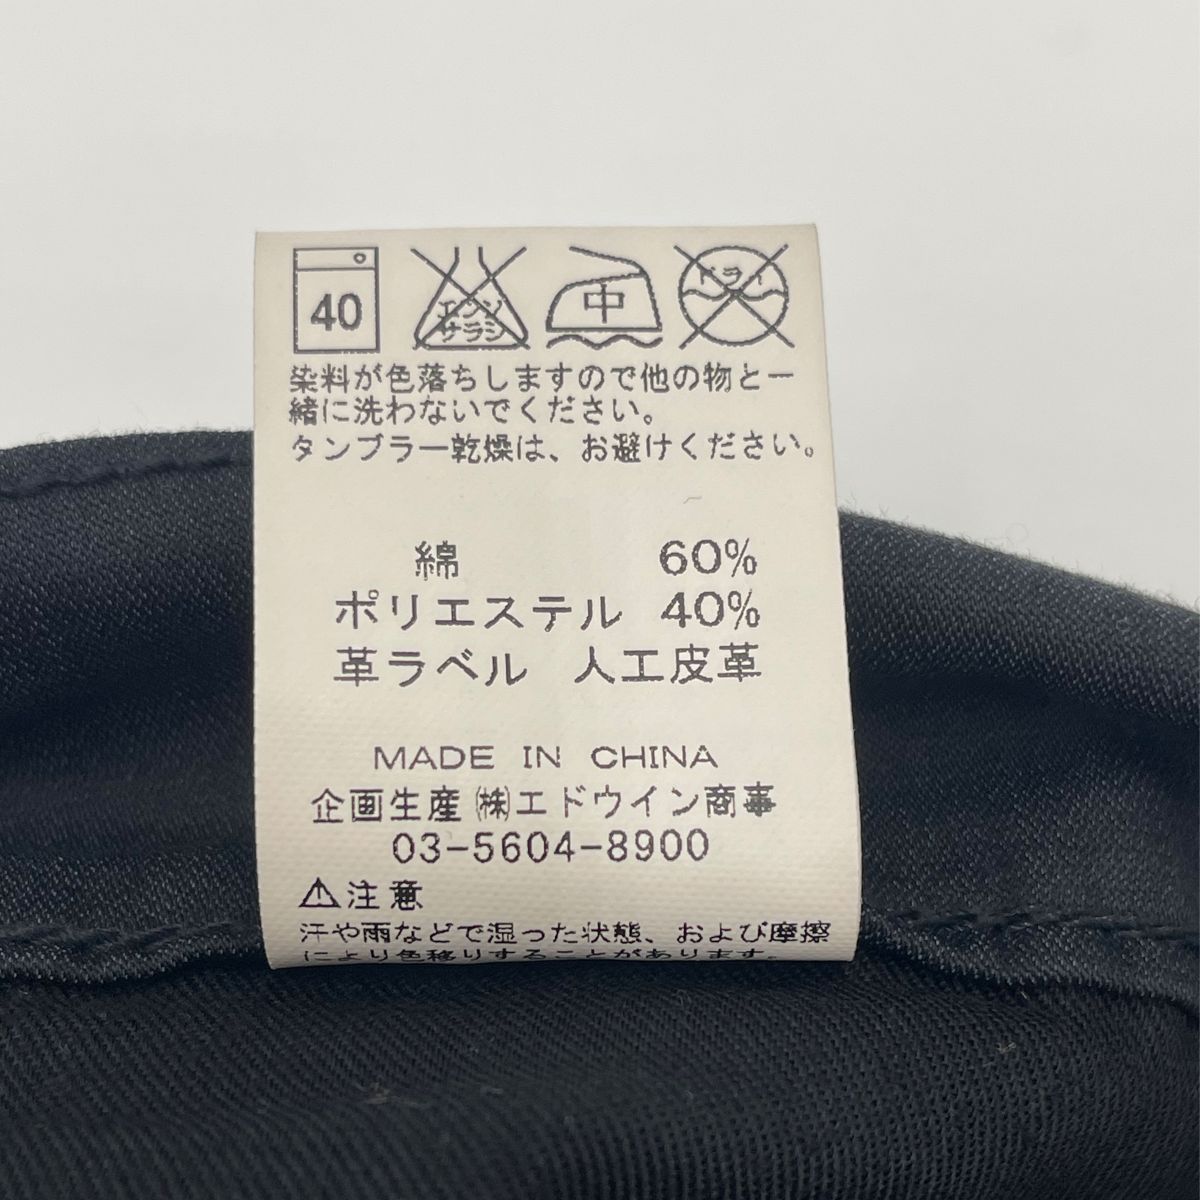 40
エンソ
サラシ
中
ドライ
染料が色落ちしますので他の物と一
緒に洗わないでください。
タンブラー乾燥は、お避けください。
綿 60%
ポリエステル 40%
革ラベル 人工皮革
MADE IN CHINA
企画生産㈱エドウイン商事
03-5604-8900
⚠注意
汗や雨などで湿った状態、および摩擦
により色移りすることがあります。